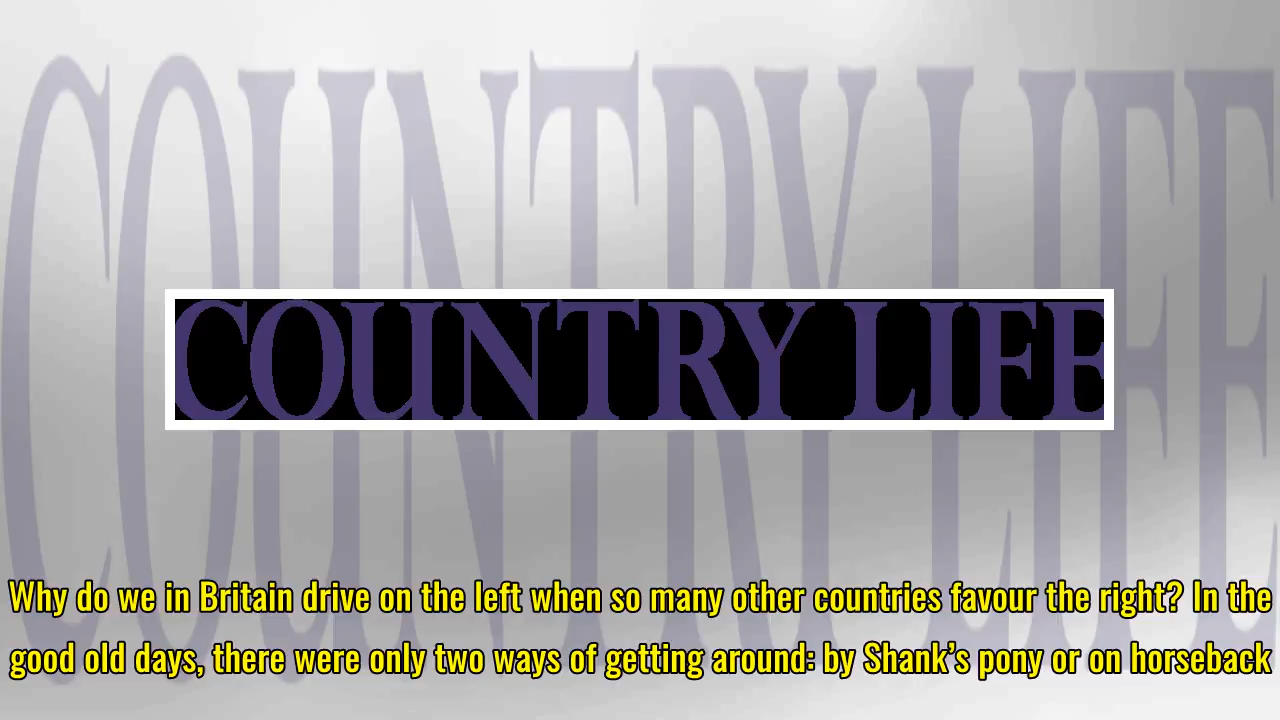 COUNTRY LIFE
COUNTRY LIFE
Why do we in Britain drive on the left when so many other countries favour the right? In the
good old days, there were only two ways of getting around: by Shank’s pony or on horseback